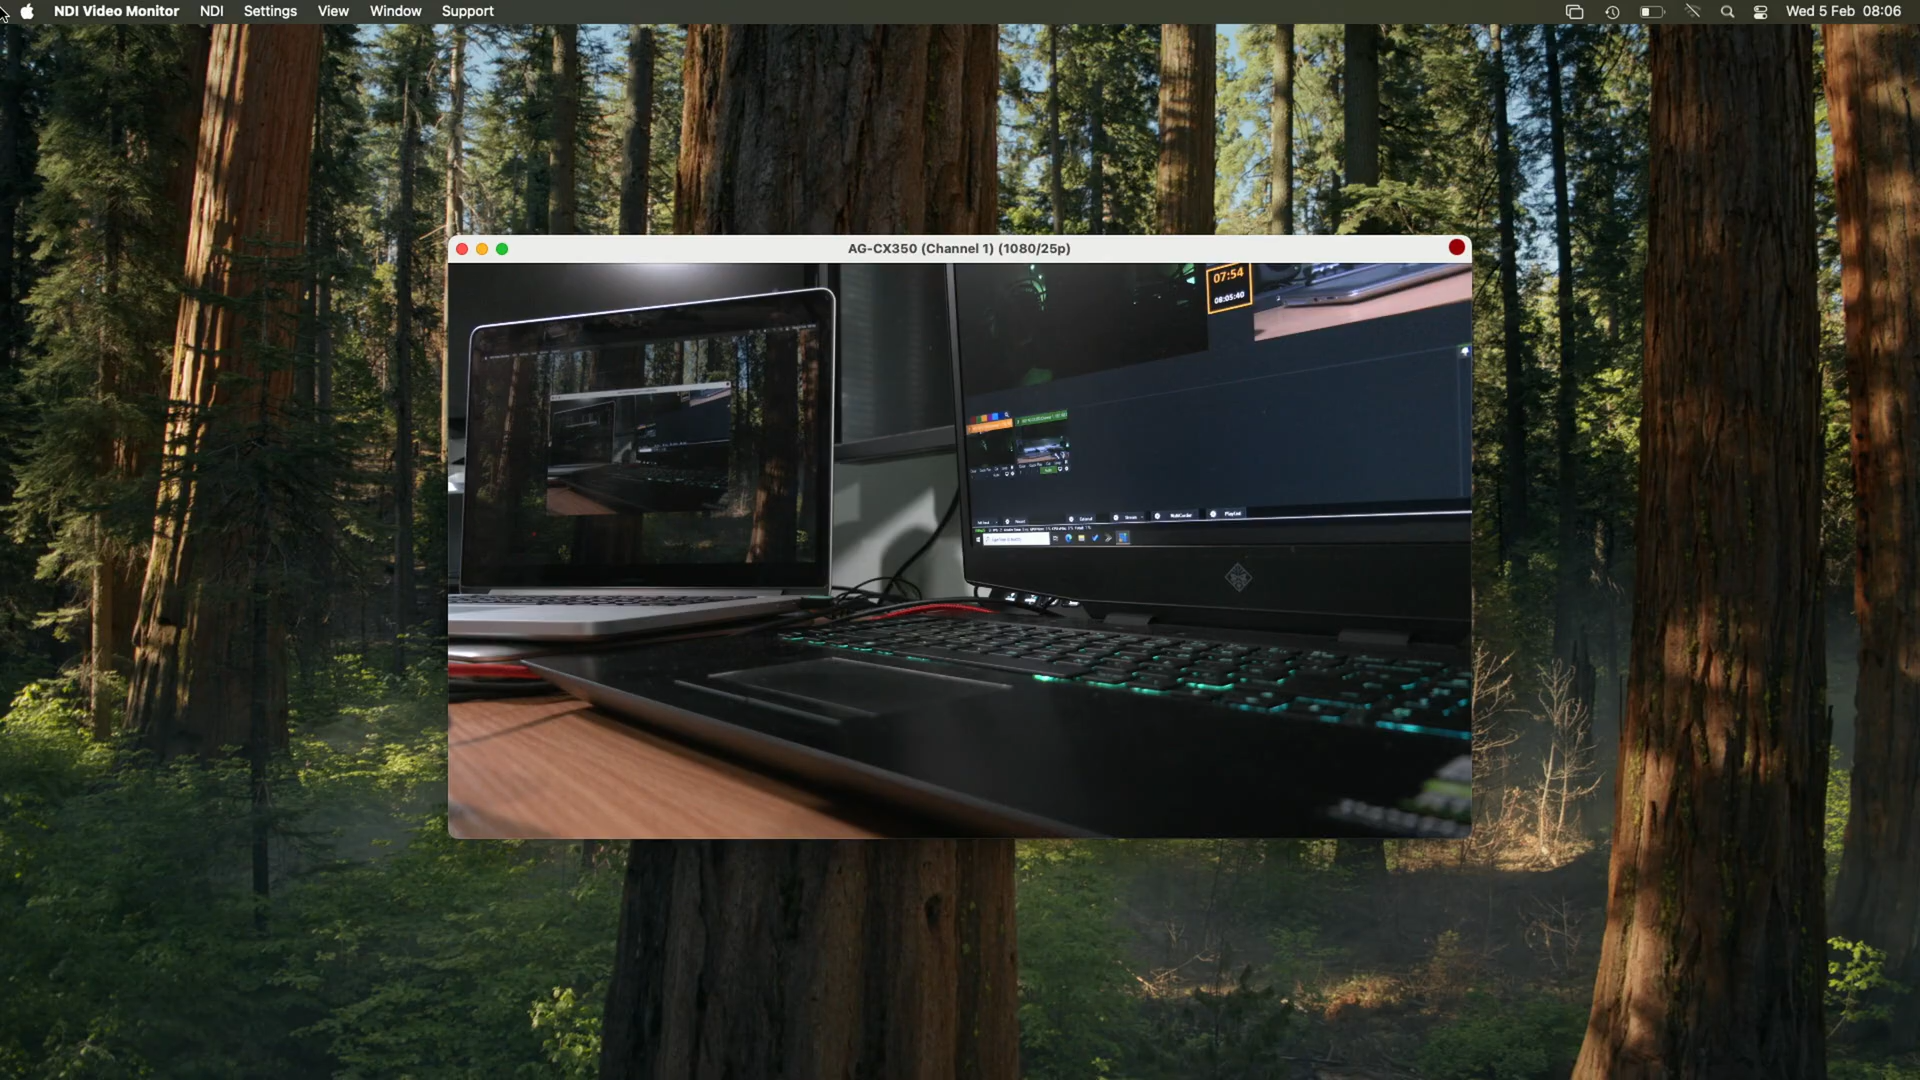 NDI Video Monitor NDI Settings View Window Support
Wed 5 Feb 08:06
AG-CX350 (Channel 1) (1080/25p)
07:54
08:05:40